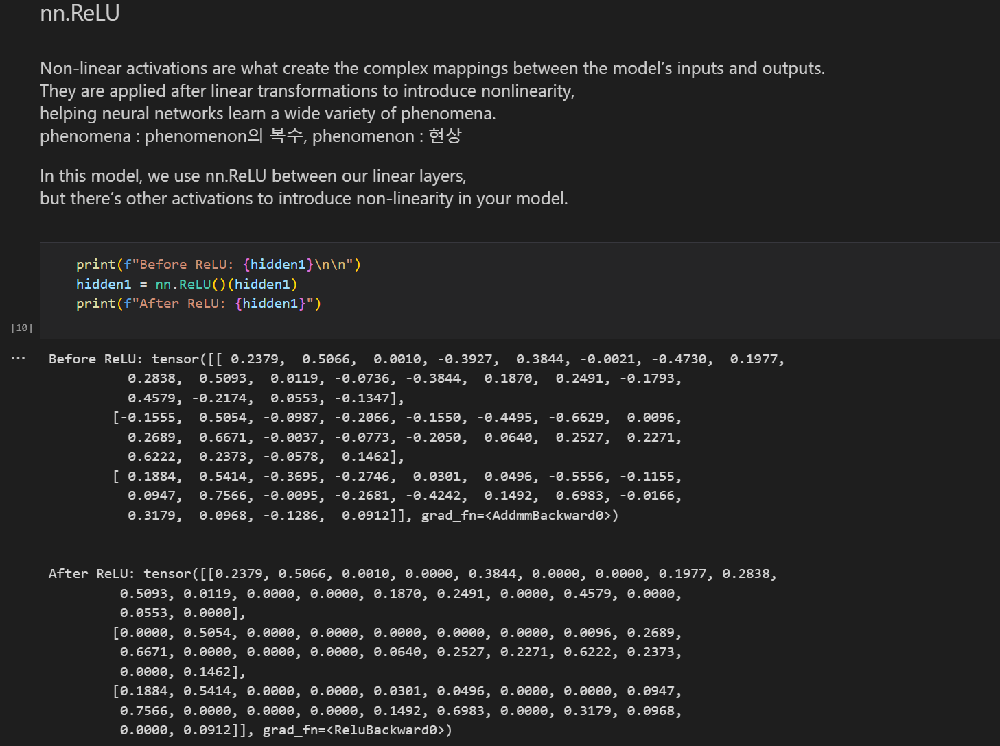 nn.ReLU
Non-linear activations are what create the complex mappings between the model’s inputs and outputs.
They are applied after linear transformations to introduce nonlinearity,
helping neural networks learn a wide variety of phenomena.
phenomena : phenomenon의 복수, phenomenon : 현상
In this model, we use nn.ReLU between our linear layers,
but there’s other activations to introduce non-linearity in your model.
print(f"Before ReLU: {hidden1}\n\n")
hidden1 = nn.ReLU()(hidden1)
print(f"After ReLU: {hidden1}")
[10]
... Before ReLU: tensor([[ 0.2379,  0.5066,  0.0010, -0.3927,  0.3844, -0.0021, -0.4730,  0.1977,
0.2838,  0.5093,  0.0119, -0.0736, -0.3844,  0.1870,  0.2491, -0.1793,
0.4579, -0.2174,  0.0553, -0.1347],
[-0.1555,  0.5054, -0.0987, -0.2066, -0.1550, -0.4495, -0.6629,  0.0096,
0.2689,  0.6671, -0.0037, -0.0773, -0.2050,  0.0640,  0.2527,  0.2271,
0.6222,  0.2373, -0.0578,  0.1462],
[ 0.1884,  0.5414, -0.3695, -0.2746,  0.0301,  0.0496, -0.5556, -0.1155,
0.0947,  0.7566, -0.0095, -0.2681, -0.4242,  0.1492,  0.6983, -0.0166,
0.3179,  0.0968, -0.1286,  0.0912]], grad_fn=<AddmmBackward0>)
After ReLU: tensor([[0.2379, 0.5066, 0.0010, 0.0000, 0.3844, 0.0000, 0.0000, 0.1977, 0.2838,
0.5093, 0.0119, 0.0000, 0.0000, 0.1870, 0.2491, 0.0000, 0.4579, 0.0000,
0.0553, 0.0000],
[0.0000, 0.5054, 0.0000, 0.0000, 0.0000, 0.0000, 0.0000, 0.0096, 0.2689,
0.6671, 0.0000, 0.0000, 0.0000, 0.0640, 0.2527, 0.2271, 0.6222, 0.2373,
0.0000, 0.1462],
[0.1884, 0.5414, 0.0000, 0.0000, 0.0301, 0.0496, 0.0000, 0.0000, 0.0947,
0.7566, 0.0000, 0.0000, 0.0000, 0.1492, 0.6983, 0.0000, 0.3179, 0.0968,
0.0000, 0.0912]], grad_fn=<ReluBackward0>)